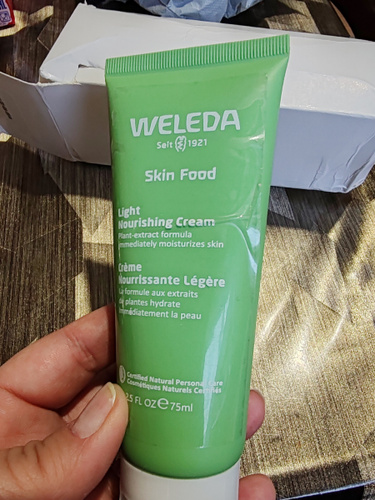 WELEDA
Seit 1921
Skin Food
Light
Nourishing Cream
Plant-extract formula
immediately moisturizes skin
Crème
Nourrissante Légère
La formule aux extraits
de plantes hydrate
immédiatement la peau
Certified Natural Personal Care
Cosmétiques Naturels Certifiés
2.5 FL OZ e 75ml